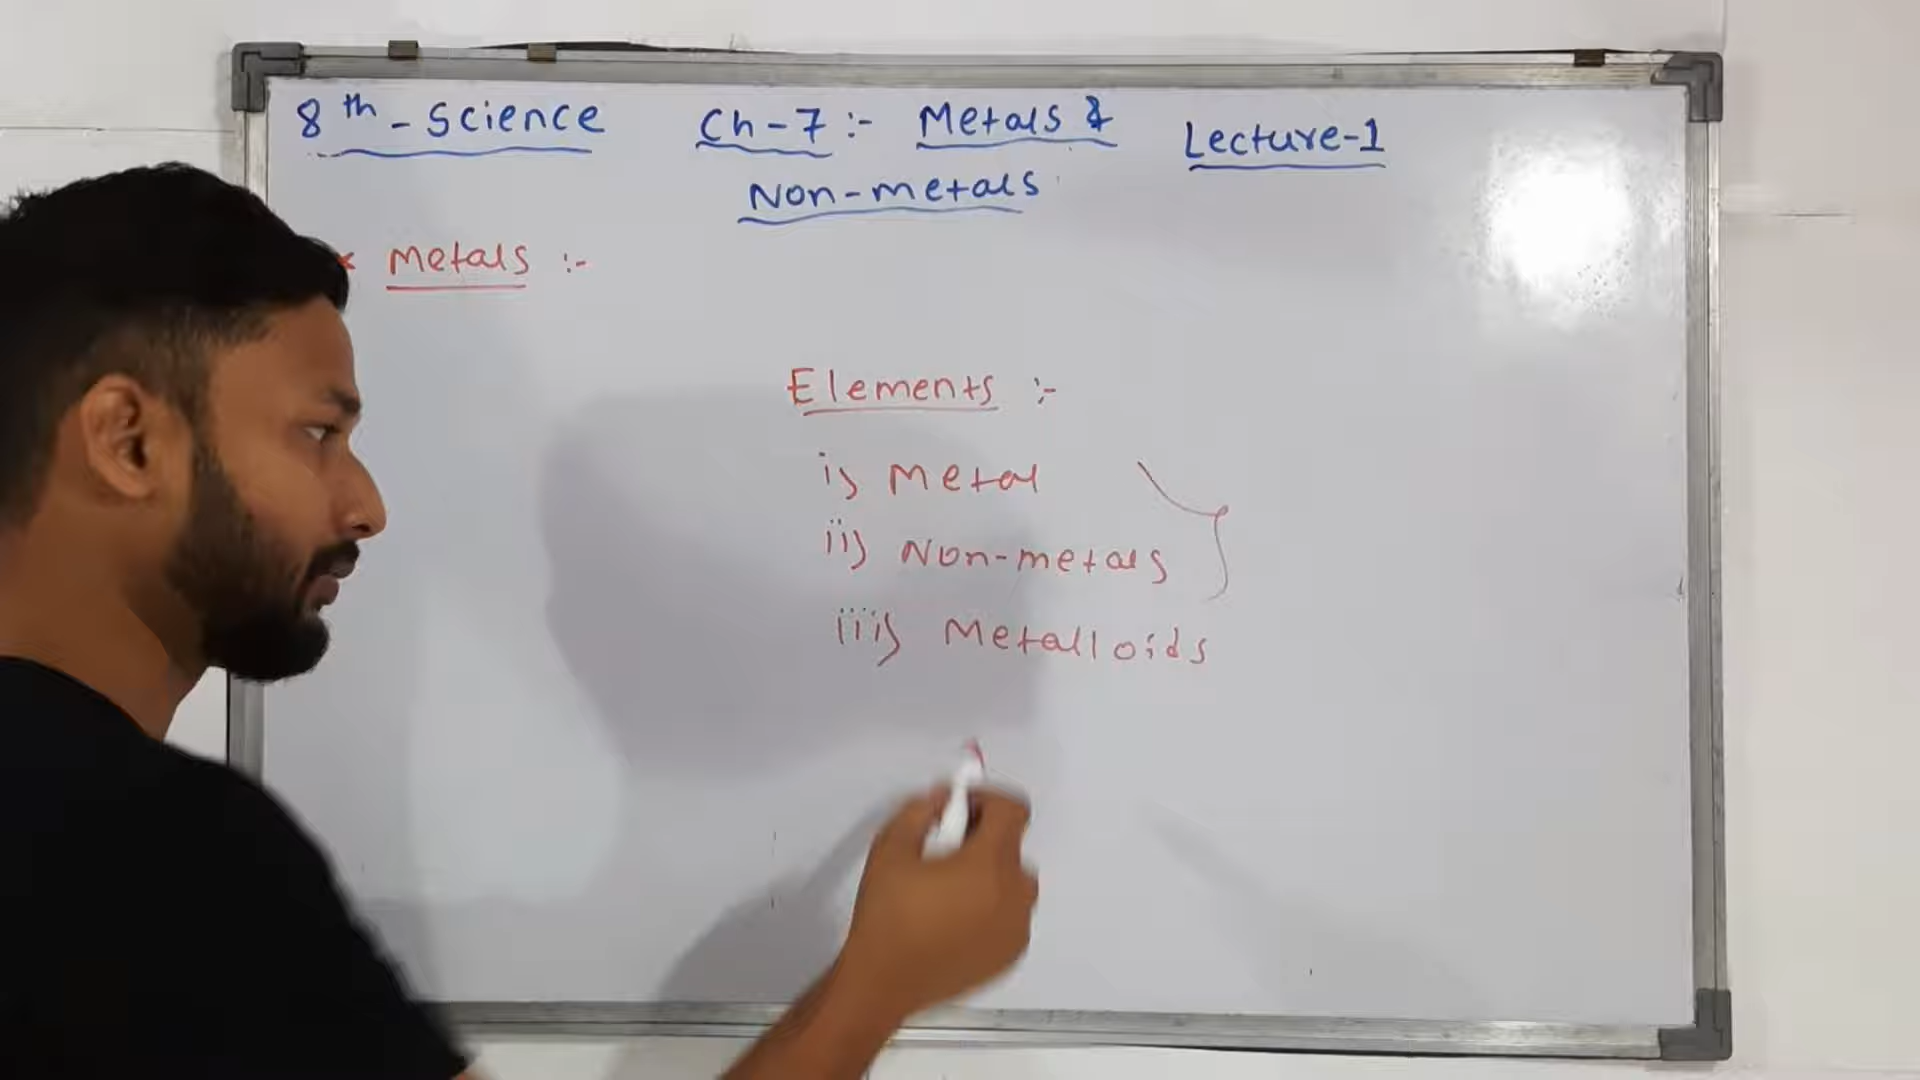 8th - Science Ch-7 :- Metals & Lecture-1
Non-metals
× Metals :-
Elements :-
i) Metal
ii) Non-metals
iii) Metalloids